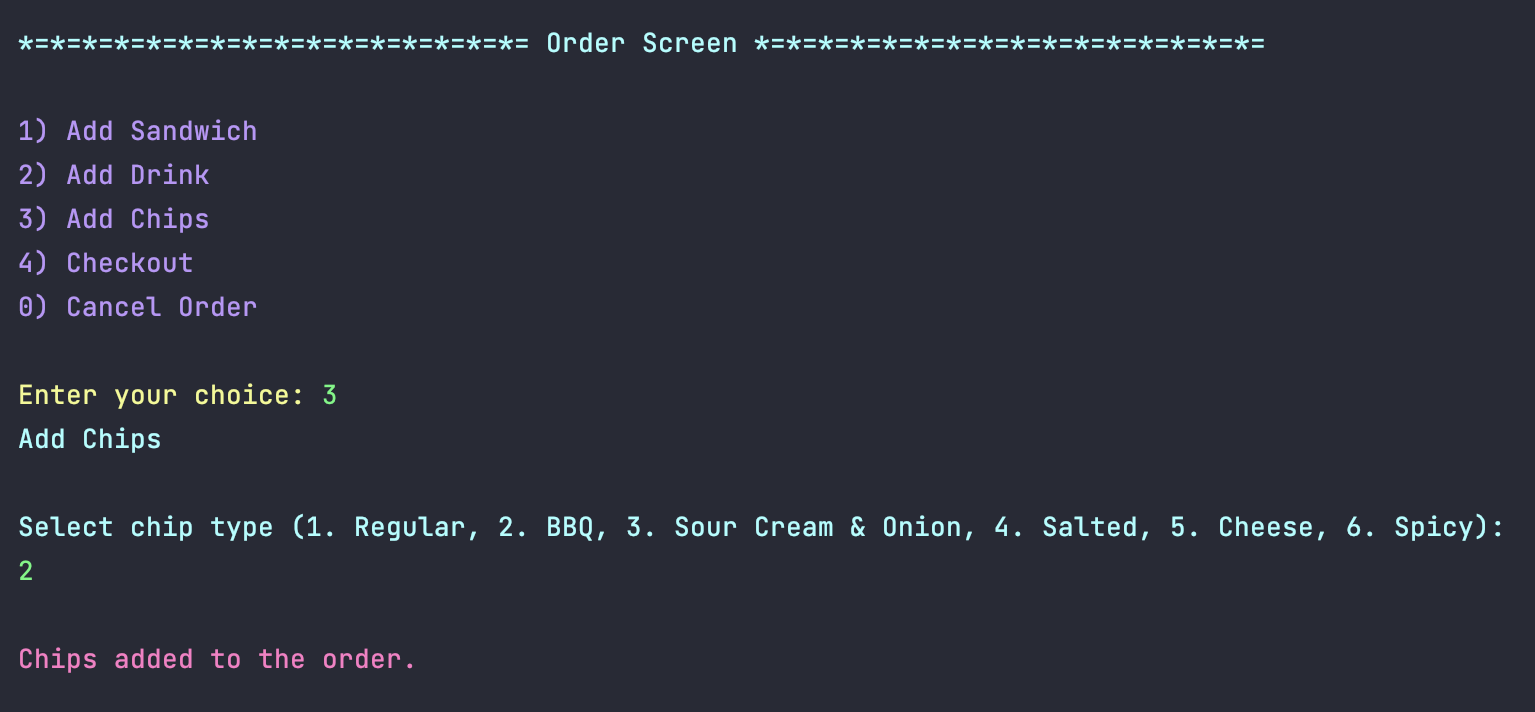 *=*=*=*=*=*=*=*=*=*=*=*=*=*=*=*= Order Screen *=*=*=*=*=*=*=*=*=*=*=*=*=*=*=*=
1) Add Sandwich
2) Add Drink
3) Add Chips
4) Checkout
0) Cancel Order
Enter your choice: 3
Add Chips
Select chip type (1. Regular, 2. BBQ, 3. Sour Cream & Onion, 4. Salted, 5. Cheese, 6. Spicy):
2
Chips added to the order.